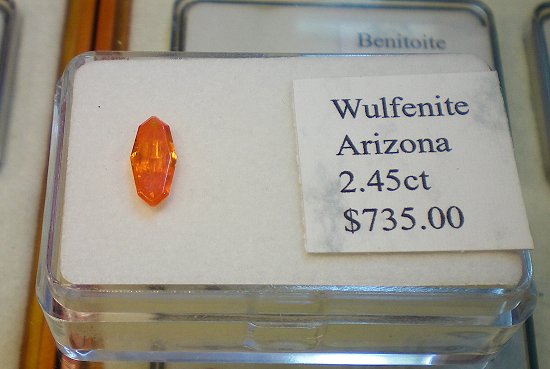 Benitoite
Wulfenite
Arizona
2.45ct
$735.00